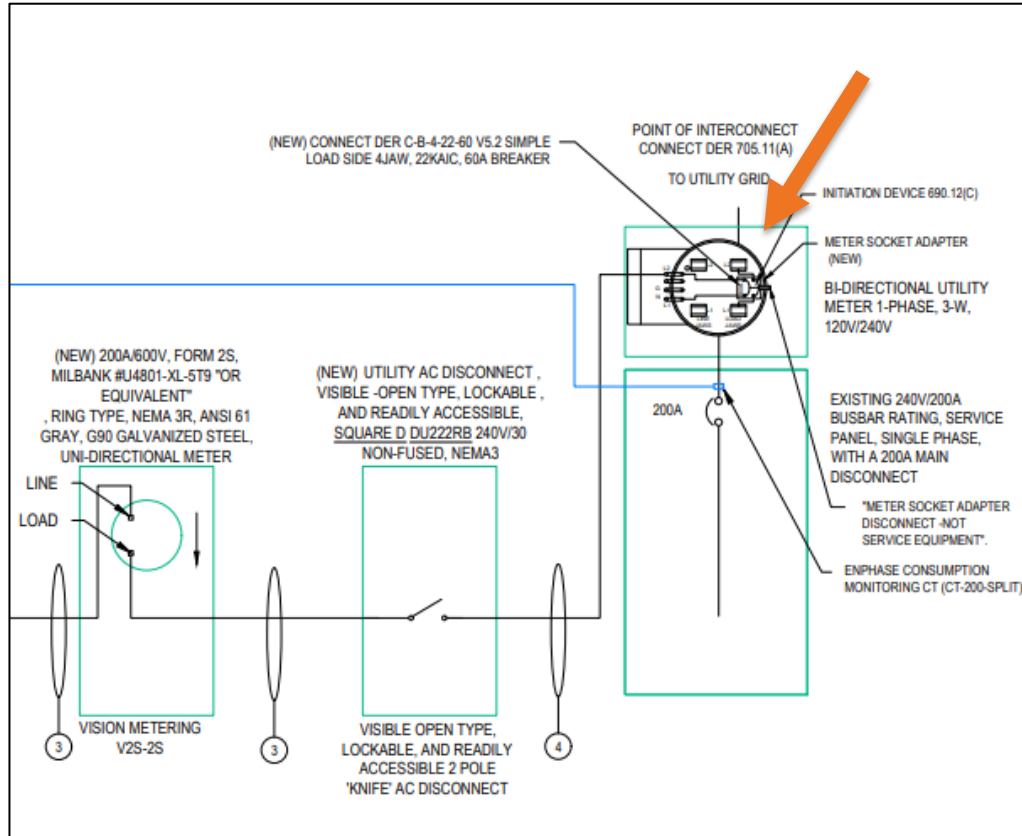 (NEW) CONNECT DER C-B-4-22-60 V5.2 SIMPLE
LOAD SIDE 4JAW, 22KAIC, 60A BREAKER
POINT OF INTERCONNECT
CONNECT DER 705.11(A)
TO UTILITY GRID
INITIATION DEVICE 690.12(C)
METER SOCKET ADAPTER
(NEW)
BI-DIRECTIONAL UTILITY
METER 1-PHASE, 3-W,
120V/240V
(NEW) 200A/600V, FORM 2S,
MILBANK #U4801-XL-5T9 "OR
EQUIVALENT"
, RING TYPE, NEMA 3R, ANSI 61
GRAY, G90 GALVANIZED STEEL,
UNI-DIRECTIONAL METER
LINE
LOAD
VISION METERING
V2S-2S
(NEW) UTILITY AC DISCONNECT ,
VISIBLE -OPEN TYPE, LOCKABLE ,
AND READILY ACCESSIBLE,
SQUARE D DU222RB 240V/30
NON-FUSED, NEMA3
VISIBLE OPEN TYPE,
LOCKABLE, AND READILY
ACCESSIBLE 2 POLE
'KNIFE' AC DISCONNECT
200A
EXISTING 240V/200A
BUSBAR RATING, SERVICE
PANEL, SINGLE PHASE,
WITH A 200A MAIN
DISCONNECT
"METER SOCKET ADAPTER
DISCONNECT -NOT
SERVICE EQUIPMENT".
ENPHASE CONSUMPTION
MONITORING CT (CT-200-SPLIT)
3
3
4